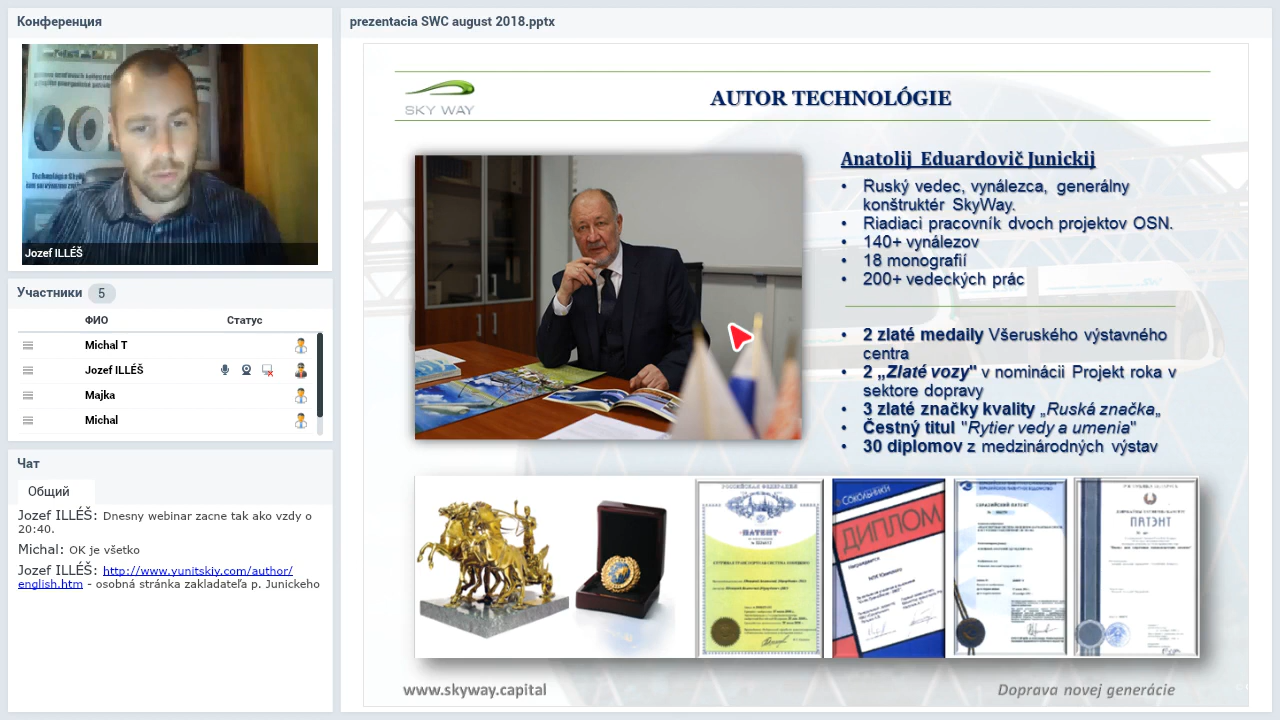 Конференция
Jozef ILLÉŠ
Участники 5
ФИО Статус
Michal T
Jozef ILLÉŠ
Majka
Michal
Чат
Общий
Jozef ILLÉŠ: Dnesny webinar zacne tak ako vzdy
20:40.
Michal: OK je všetko
Jozef ILLÉŠ: http://www.yunitskiy.com/author/
english.htm - osobná stránka zakladateľa p. Junickeho
prezentacia SWC august 2018.pptx
SKY WAY
AUTOR TECHNOLÓGIE
Anatolij Eduardovič Junickij
• Ruský vedec, vynálezca, generálny
konštruktér SkyWay.
• Riadiaci pracovník dvoch projektov OSN.
• 140+ vynálezov
• 18 monografií
• 200+ vedeckých prác
• 2 zlaté medaily Všeruského výstavného
centra
• 2 „Zlaté vozy" v nominácii Projekt roka v
sektore dopravy
• 3 zlaté značky kvality „Ruská značka„
• Čestný titul "Rytier vedy a umenia"
• 30 diplomov z medzinárodných výstav
РОССИЙСКАЯ ФЕДЕРАЦИЯ
ПАТЕНТ
СОКОЛЬНИКИ
ДИПЛОМ
ЕВРАЗИЙСКИЙ ПАТЕНТ
ПАТЭНТ
www.skyway.capital
Doprava novej generácie